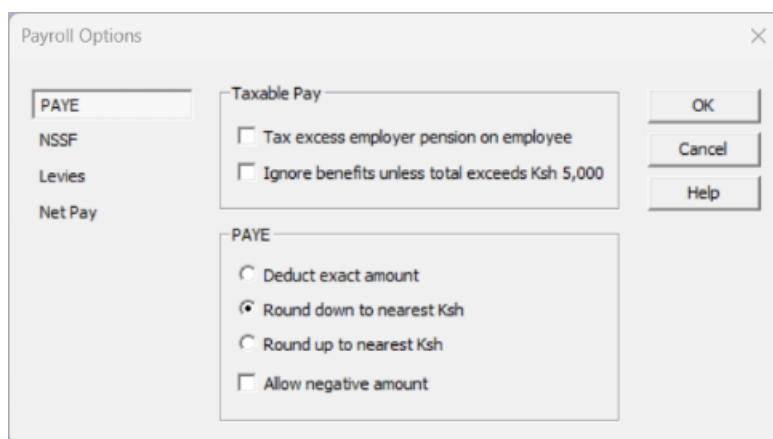 Payroll Options
PAYE
NSSF
Levies
Net Pay
Taxable Pay
Tax excess employer pension on employee
Ignore benefits unless total exceeds Ksh 5,000
PAYE
Deduct exact amount
Round down to nearest Ksh
Round up to nearest Ksh
Allow negative amount
OK
Cancel
Help